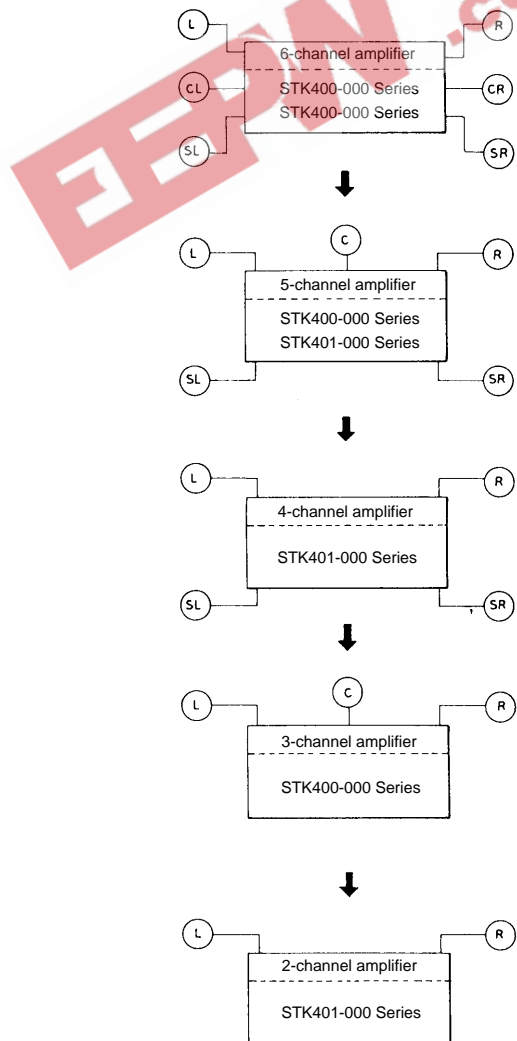 L R
6-channel amplifier
CL STK400-000 Series CR
STK400-000 Series
SL SR
C
L R
5-channel amplifier
STK400-000 Series
STK401-000 Series
SL SR
L R
4-channel amplifier
STK401-000 Series
SL SR
C
L R
3-channel amplifier
STK400-000 Series
L R
2-channel amplifier
STK401-000 Series
EEPW.co